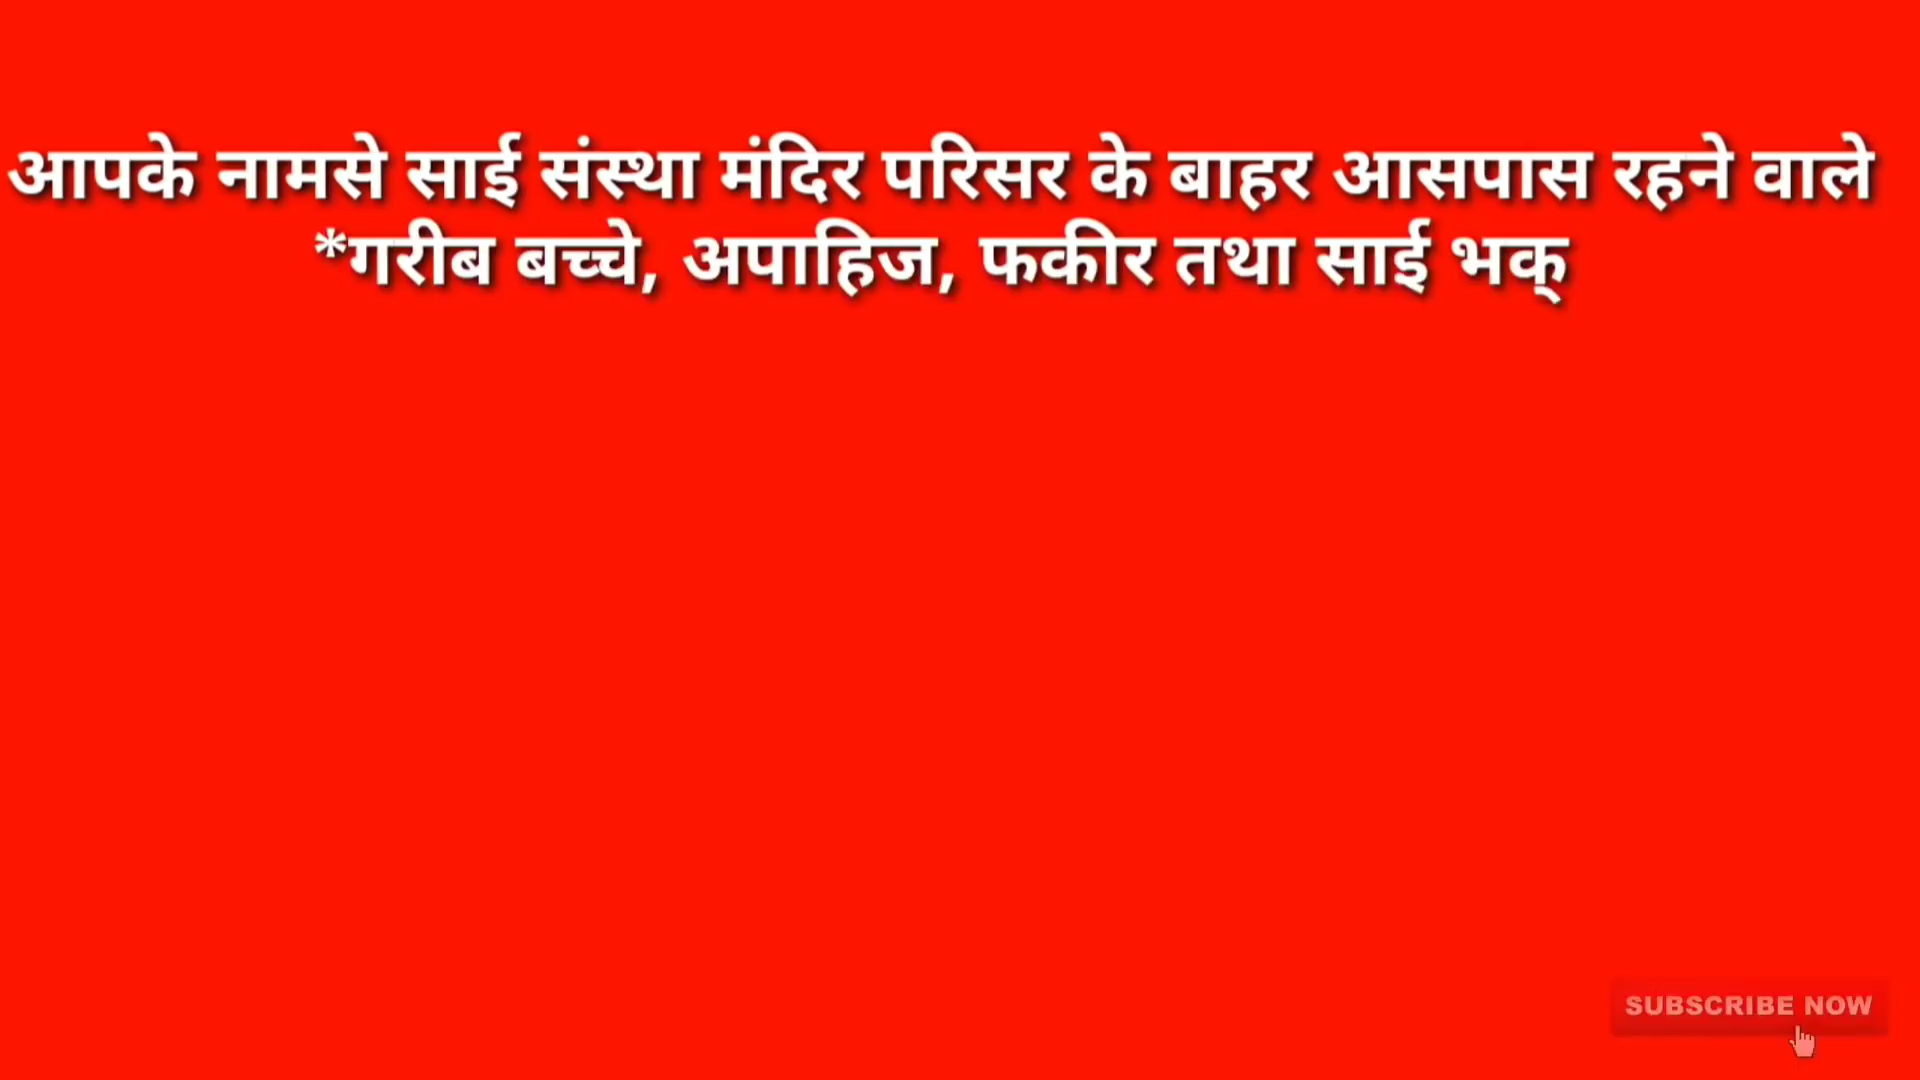 आपके नामसे साई संस्था मंदिर परिसर के बाहर आसपास रहने वाले
*गरीब बच्चे, अपाहिज, फकीर तथा साई भक्
SUBSCRIBE NOW